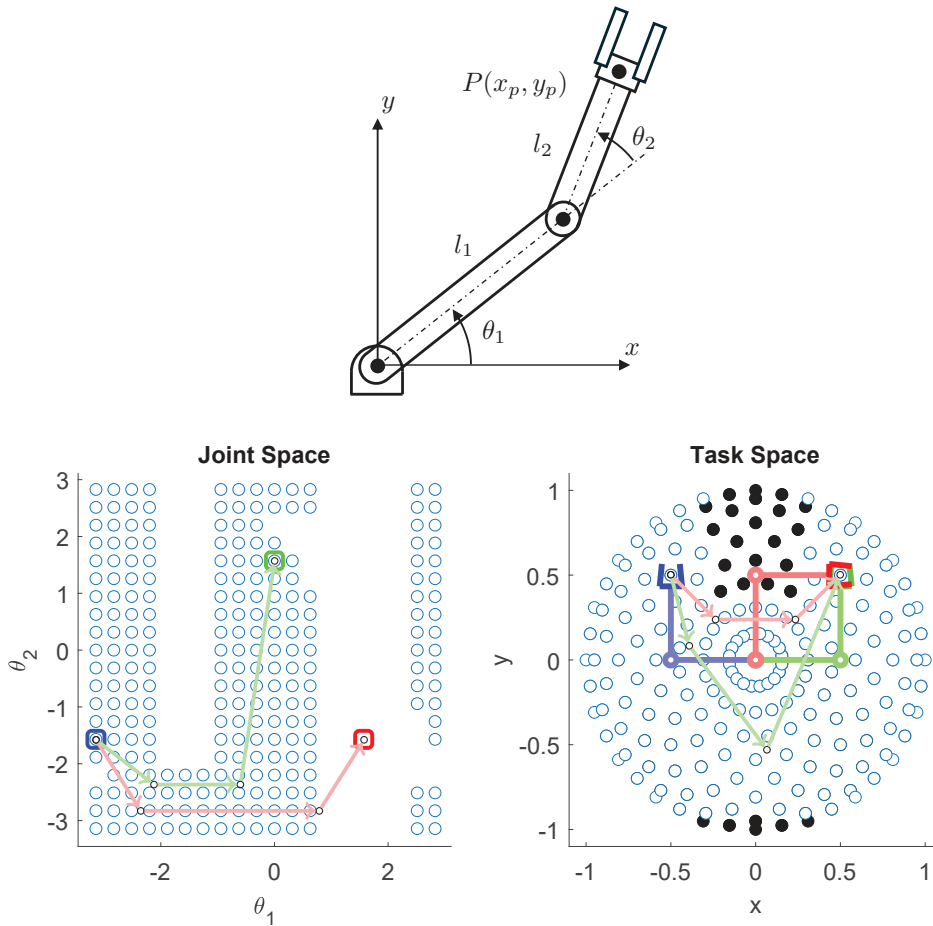 P(x_p, y_p)
y
θ_2
l_2
l_1
θ_1
x
Joint Space
3
2
1
0
-1
-2
-3
θ_2
-2
0
2
θ_1
Task Space
1
0.5
0
-0.5
-1
y
-1
-0.5
0
0.5
1
x